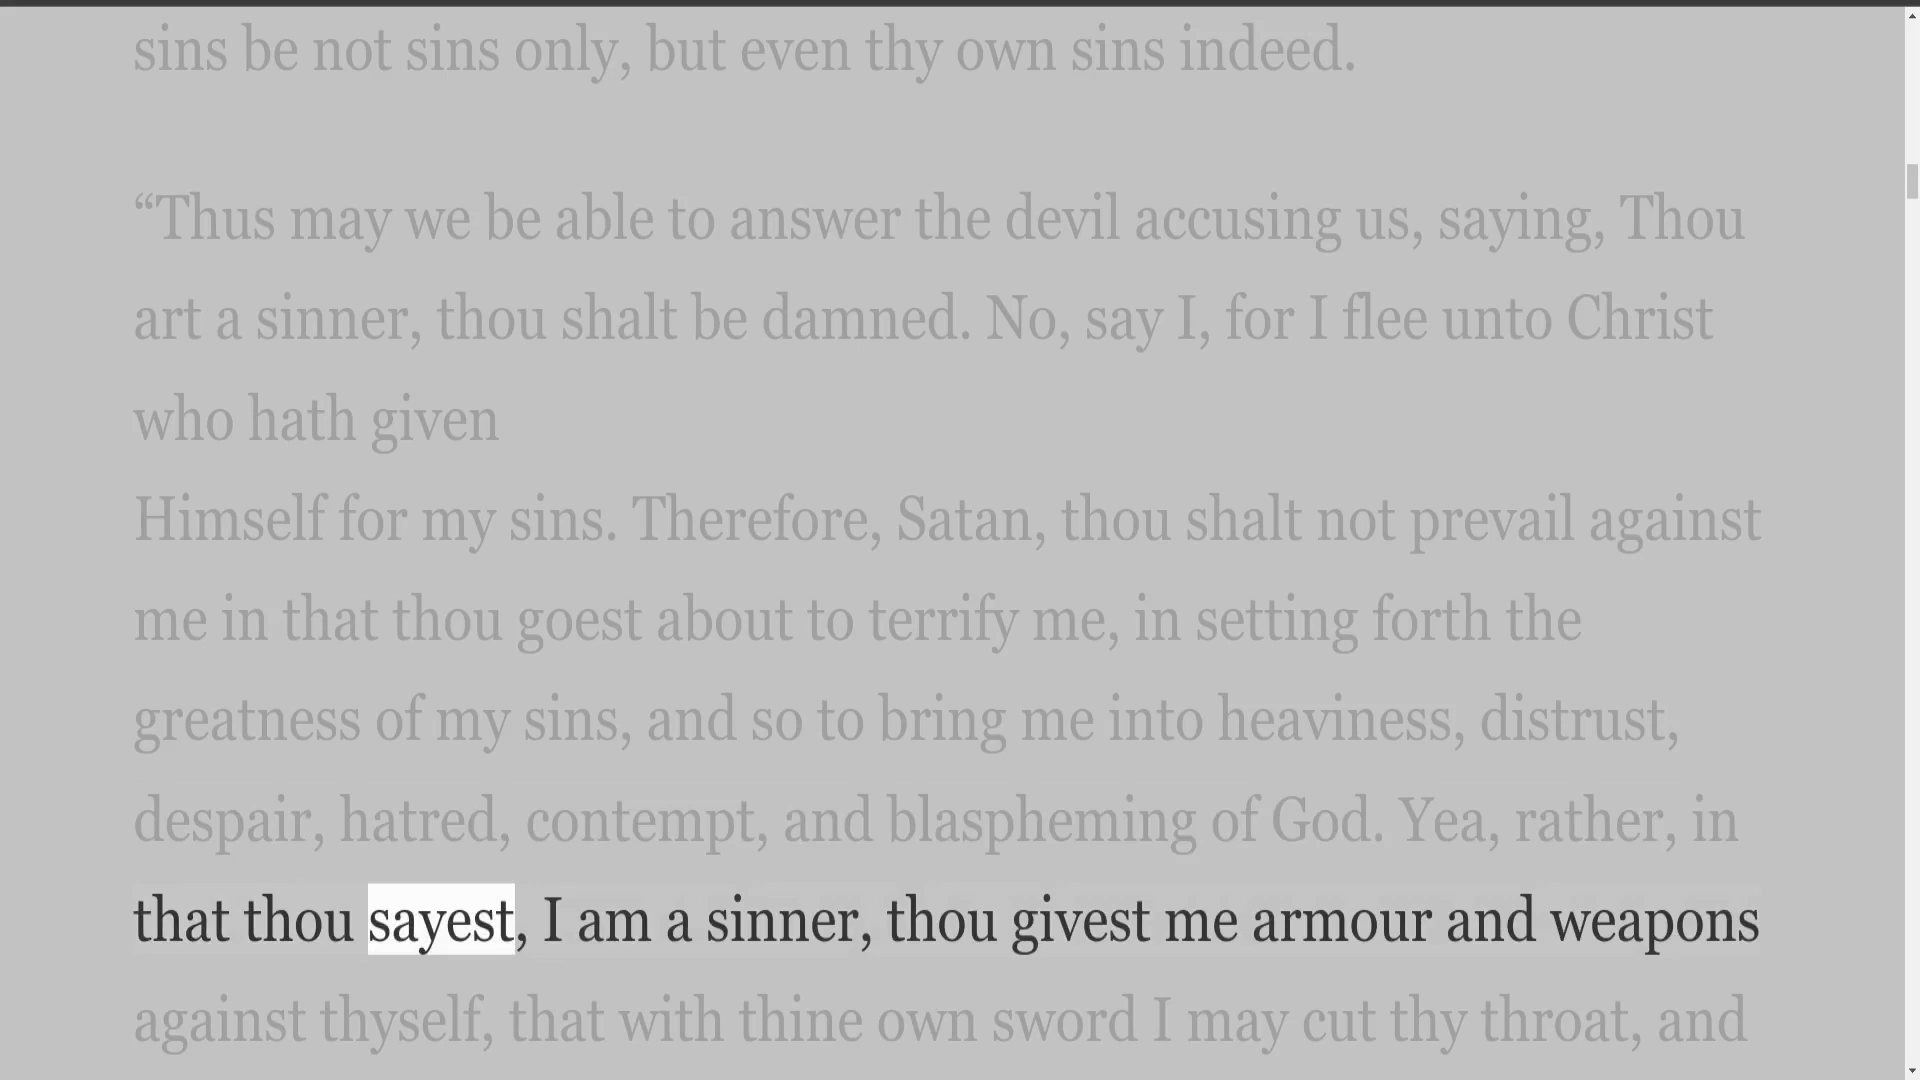 sins be not sins only, but even thy own sins indeed.
“Thus may we be able to answer the devil accusing us, saying, Thou
art a sinner, thou shalt be damned. No, say I, for I flee unto Christ
who hath given
Himself for my sins. Therefore, Satan, thou shalt not prevail against
me in that thou goest about to terrify me, in setting forth the
greatness of my sins, and so to bring me into heaviness, distrust,
despair, hatred, contempt, and blaspheming of God. Yea, rather, in
that thou sayest, I am a sinner, thou givest me armour and weapons
against thyself, that with thine own sword I may cut thy throat, and